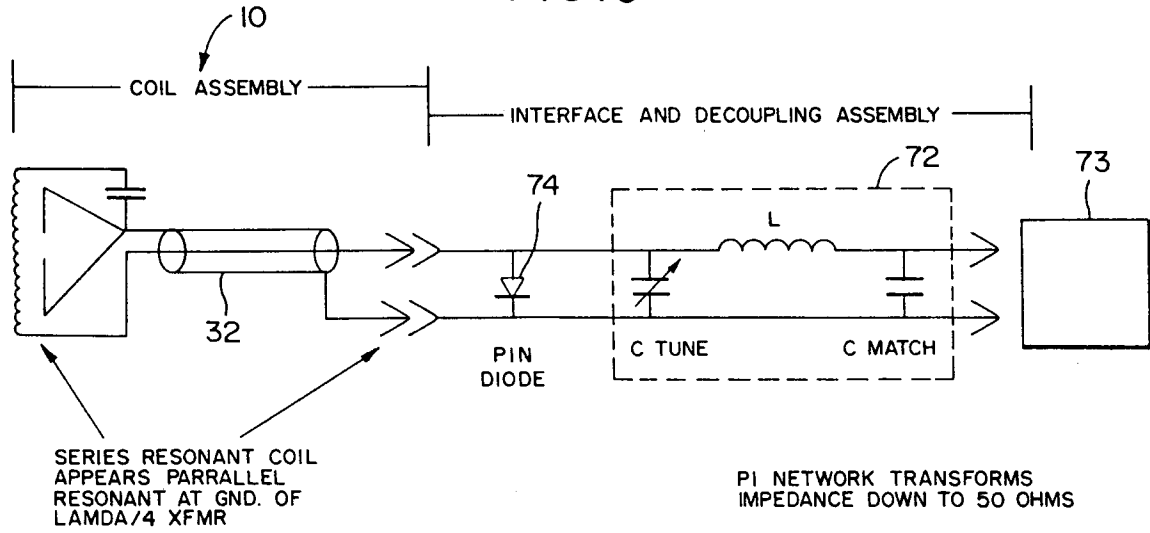 10
COIL ASSEMBLY
INTERFACE AND DECOUPLING ASSEMBLY
72
73
74
L
32
PIN
DIODE
C TUNE
C MATCH
SERIES RESONANT COIL
APPEARS PARRALLEL
RESONANT AT GND. OF
LAMDA/4 XFMR
PI NETWORK TRANSFORMS
IMPEDANCE DOWN TO 50 OHMS